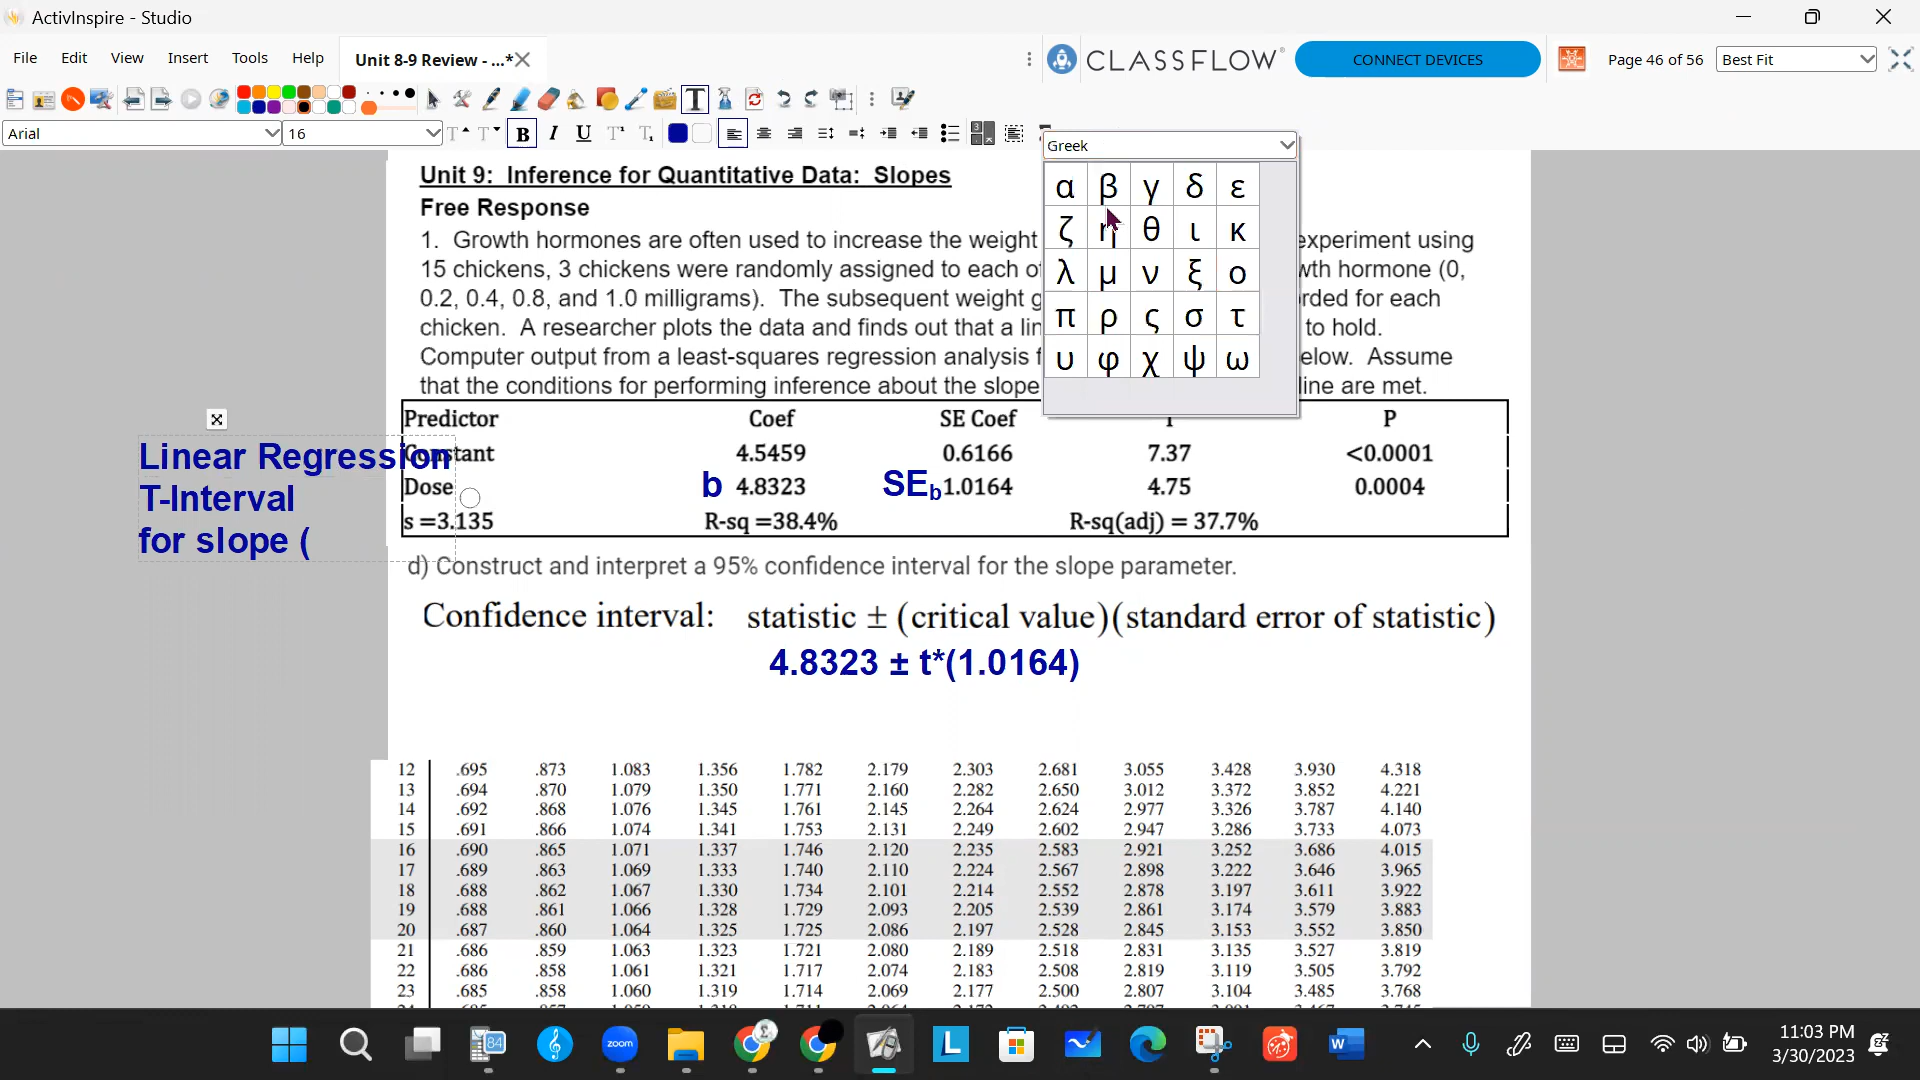 ActivInspire - Studio
File Edit View Insert Tools Help
Unit 8-9 Review - ...*
CLASSFLOW
CONNECT DEVICES
Page 46 of 56
Best Fit
Arial
16
Greek
α β γ δ ε
ζ η θ ι κ
λ μ ν ξ ο
π ρ ς σ τ
υ φ χ ψ ω
Unit 9: Inference for Quantitative Data: Slopes
Free Response
1. Growth hormones are often used to increase the weight experiment using
15 chickens, 3 chickens were randomly assigned to each hormone (0,
0.2, 0.4, 0.8, and 1.0 milligrams). The subsequent weight for each
chicken. A researcher plots the data and finds out that a to hold.
Computer output from a least-squares regression analysis Assume
that the conditions for performing inference about the slope line are met.
Predictor Coef SE Coef P
Constant 4.5459 0.6166 7.37 <0.0001
Dose b 4.8323 SEb 1.0164 4.75 0.0004
s =3.135 R-sq =38.4% R-sq(adj) = 37.7%
Linear Regression
T-Interval
for slope (
d) Construct and interpret a 95% confidence interval for the slope parameter.
Confidence interval: statistic ± (critical value)(standard error of statistic)
4.8323 ± t*(1.0164)
12 .695 .873 1.083 1.356 1.782 2.179 2.303 2.681 3.055 3.428 3.930 4.318
13 .694 .870 1.079 1.350 1.771 2.160 2.282 2.650 3.012 3.372 3.852 4.221
14 .692 .868 1.076 1.345 1.761 2.145 2.264 2.624 2.977 3.326 3.787 4.140
15 .691 .866 1.074 1.341 1.753 2.131 2.249 2.602 2.947 3.286 3.733 4.073
16 .690 .865 1.071 1.337 1.746 2.120 2.235 2.583 2.921 3.252 3.686 4.015
17 .689 .863 1.069 1.333 1.740 2.110 2.224 2.567 2.898 3.222 3.646 3.965
18 .688 .862 1.067 1.330 1.734 2.101 2.214 2.552 2.878 3.197 3.611 3.922
19 .688 .861 1.066 1.328 1.729 2.093 2.205 2.539 2.861 3.174 3.579 3.883
20 .687 .860 1.064 1.325 1.725 2.086 2.197 2.528 2.845 3.153 3.552 3.850
21 .686 .859 1.063 1.323 1.721 2.080 2.189 2.518 2.831 3.135 3.527 3.819
22 .686 .858 1.061 1.321 1.717 2.074 2.183 2.508 2.819 3.119 3.505 3.792
23 .685 .858 1.060 1.319 1.714 2.069 2.177 2.500 2.807 3.104 3.485 3.768
84
zoom
11:03 PM
3/30/2023